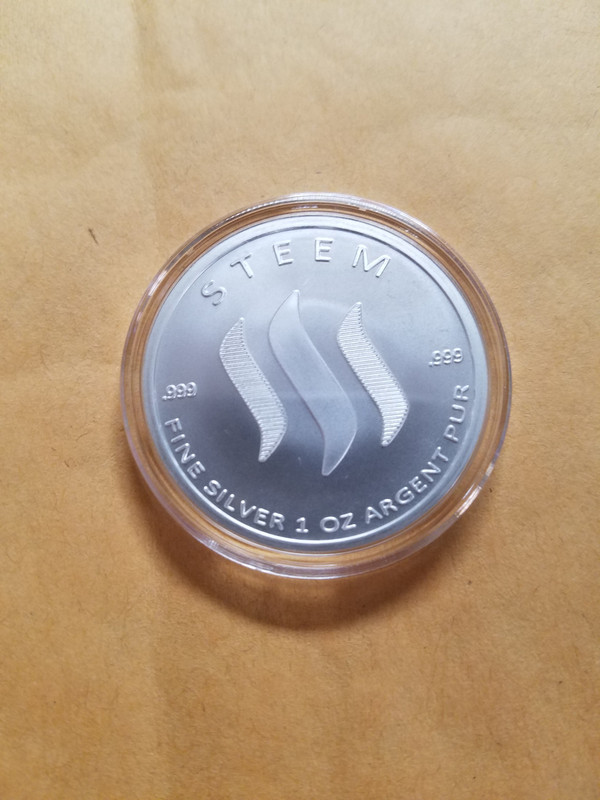 STEEM
.999
.999
FINE SILVER 1 OZ ARGENT PUR